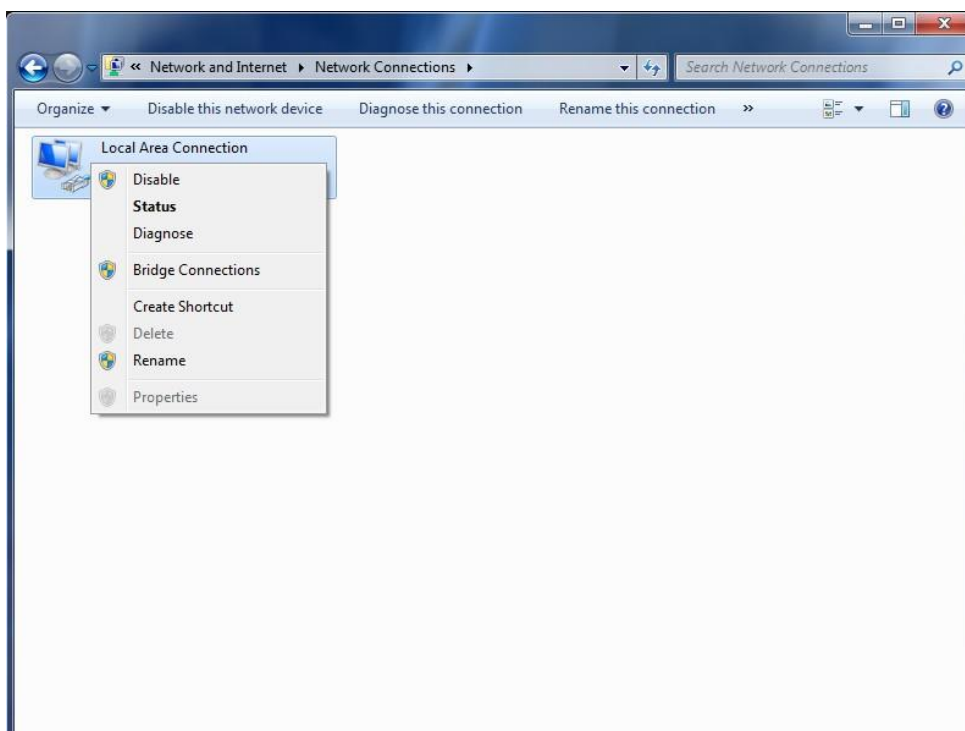 « Network and Internet ▸ Network Connections ▸ Search Network Connections
Organize Disable this network device Diagnose this connection Rename this connection »
Local Area Connection
Disable
Status
Diagnose
Bridge Connections
Create Shortcut
Delete
Rename
Properties